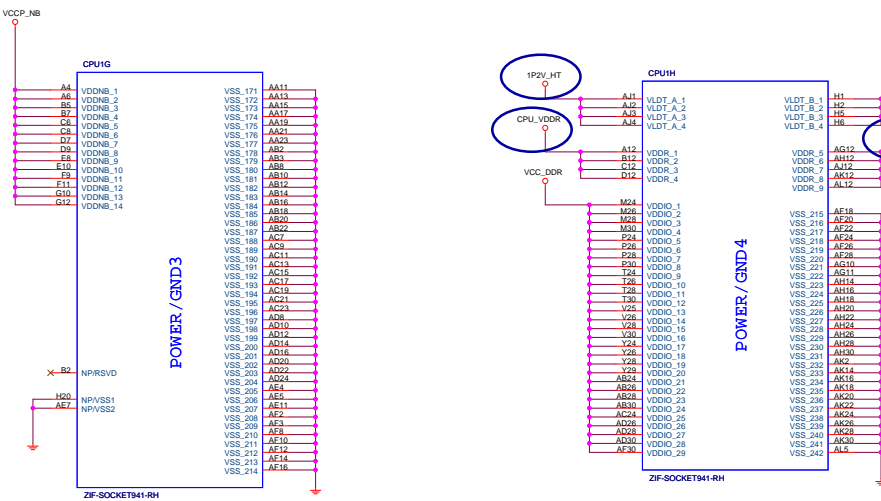 VCCP_NB
CPU1G
A4 VDDNB_1
A6 VDDNB_2
B5 VDDNB_3
B7 VDDNB_4
C6 VDDNB_5
C8 VDDNB_6
D7 VDDNB_7
D9 VDDNB_8
E8 VDDNB_9
E10 VDDNB_10
F9 VDDNB_11
F11 VDDNB_12
G10 VDDNB_13
G12 VDDNB_14
B2 NP/RSVD
H20 NP/VSS1
AE7 NP/VSS2
POWER/GND3
VSS_171 AA11
VSS_172 AA13
VSS_173 AA15
VSS_174 AA17
VSS_175 AA19
VSS_176 AA21
VSS_177 AA23
VSS_178 AB2
VSS_179 AB3
VSS_180 AB8
VSS_181 AB10
VSS_182 AB12
VSS_183 AB14
VSS_184 AB16
VSS_185 AB18
VSS_186 AB20
VSS_187 AB22
VSS_188 AC7
VSS_189 AC9
VSS_190 AC11
VSS_191 AC13
VSS_192 AC15
VSS_193 AC17
VSS_194 AC19
VSS_195 AC21
VSS_196 AC23
VSS_197 AD8
VSS_198 AD10
VSS_199 AD12
VSS_200 AD14
VSS_201 AD16
VSS_202 AD20
VSS_203 AD22
VSS_204 AD24
VSS_205 AE4
VSS_206 AE5
VSS_207 AE11
VSS_208 AF2
VSS_209 AF3
VSS_210 AF8
VSS_211 AF10
VSS_212 AF12
VSS_213 AF14
VSS_214 AF16
ZIF-SOCKET941-RH
1P2V_HT
CPU_VDDR
VCC_DDR
CPU1H
AJ1 VLDT_A_1
AJ2 VLDT_A_2
AJ3 VLDT_A_3
AJ4 VLDT_A_4
A12 VDDR_1
B12 VDDR_2
C12 VDDR_3
D12 VDDR_4
M24 VDDIO_1
M26 VDDIO_2
M28 VDDIO_3
M30 VDDIO_4
P24 VDDIO_5
P26 VDDIO_6
P28 VDDIO_7
P30 VDDIO_8
T24 VDDIO_9
T26 VDDIO_10
T28 VDDIO_11
T30 VDDIO_12
V25 VDDIO_13
V26 VDDIO_14
V28 VDDIO_15
V30 VDDIO_16
Y24 VDDIO_17
Y26 VDDIO_18
Y28 VDDIO_19
Y29 VDDIO_20
AB24 VDDIO_21
AB26 VDDIO_22
AB28 VDDIO_23
AB30 VDDIO_24
AC24 VDDIO_25
AD26 VDDIO_26
AD28 VDDIO_27
AD30 VDDIO_28
AF30 VDDIO_29
POWER/GND4
VLDT_B_1 H1
VLDT_B_2 H2
VLDT_B_3 H5
VLDT_B_4 H6
VDDR_5 AG12
VDDR_6 AH12
VDDR_7 AJ12
VDDR_8 AK12
VDDR_9 AL12
VSS_215 AF18
VSS_216 AF20
VSS_217 AF22
VSS_218 AF24
VSS_219 AF26
VSS_220 AF28
VSS_221 AG10
VSS_222 AG11
VSS_223 AH14
VSS_224 AH16
VSS_225 AH18
VSS_226 AH20
VSS_227 AH22
VSS_228 AH24
VSS_229 AH26
VSS_230 AH28
VSS_231 AH30
VSS_232 AK2
VSS_233 AK14
VSS_234 AK16
VSS_235 AK18
VSS_236 AK20
VSS_237 AK22
VSS_238 AK24
VSS_239 AK26
VSS_240 AK28
VSS_241 AK30
VSS_242 AL5
ZIF-SOCKET941-RH